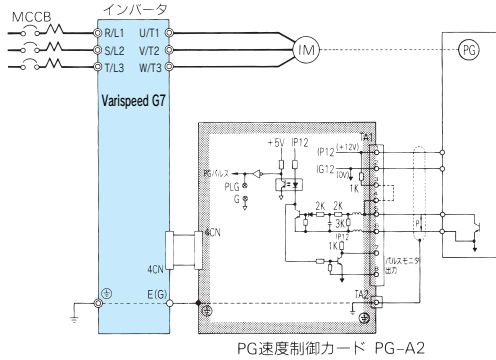 インバータ
MCCB
R/L1 U/T1
S/L2 V/T2
T/L3 W/T3
IM
PG
Varispeed G7
TA1
+5V IP12
IP12 (+12V)
IG12
(0V)
PGパルス
PLG
G
1K
2K 2K
3K
IP12
1K
P
4CN
4CN
パルスモニタ
出力
E(G)
TA2
PG速度制御カード PG-A2